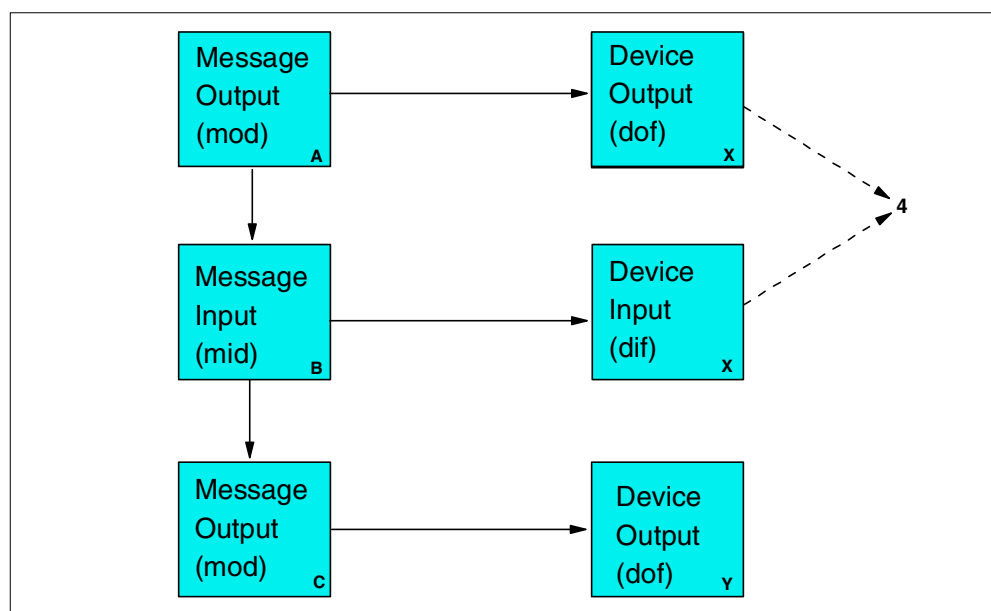 Message
Output
(mod)
A
Device
Output
(dof)
X
4
Message
Input
(mid)
B
Device
Input
(dif)
X
Message
Output
(mod)
C
Device
Output
(dof)
Y